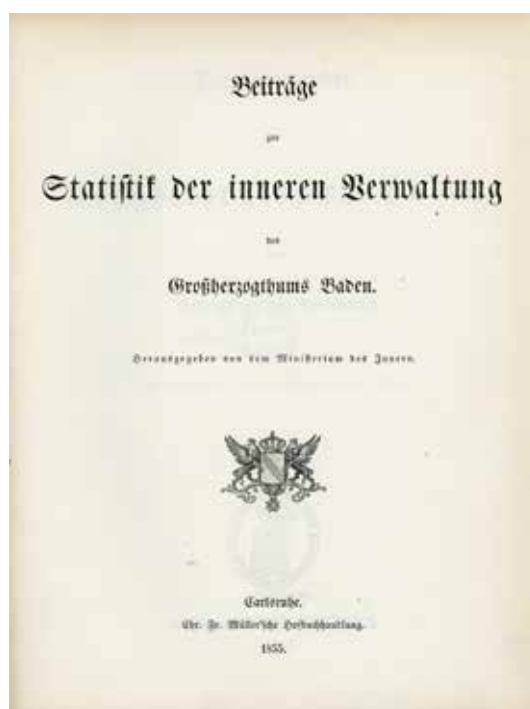 Beiträge
zur
Statistik der inneren Verwaltung
des
Großherzogthums Baden.
Herausgegeben von dem Ministerium des Innern.
Carlsruhe.
Chr. Fr. Müller'sche Hofbuchhandlung.
1855.